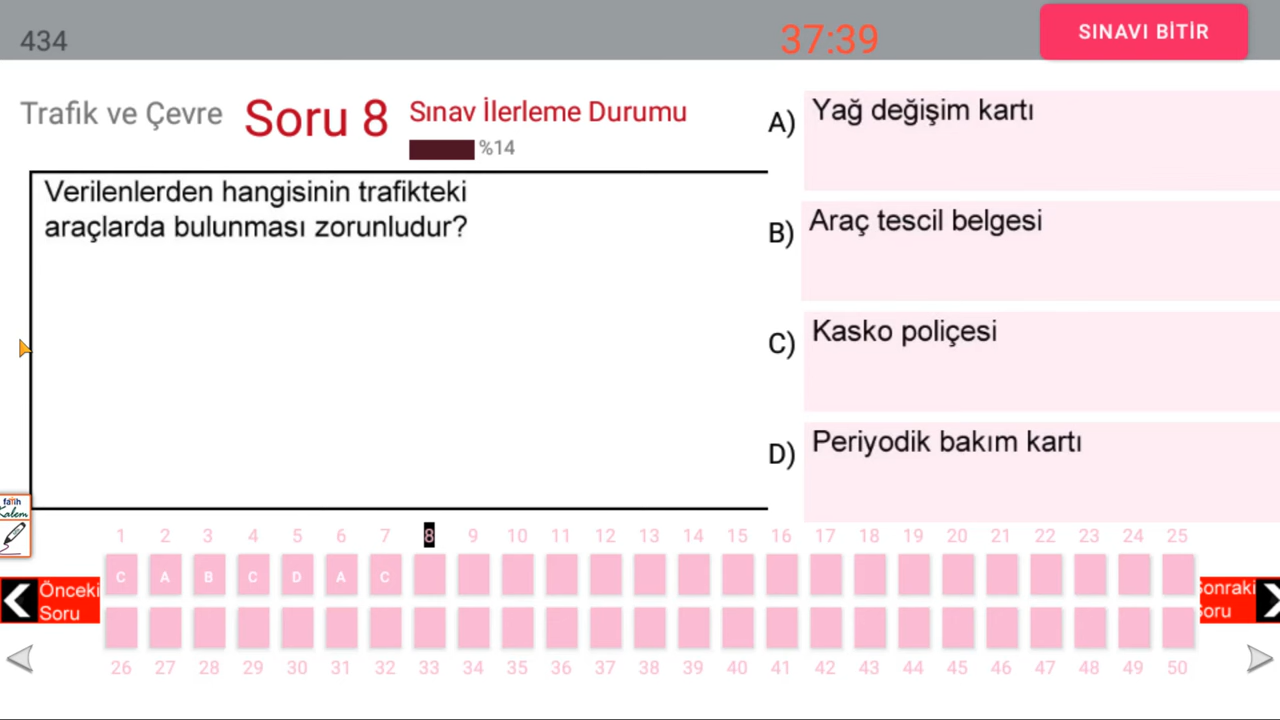 434
37:39
SINAVI BİTİR
Trafik ve Çevre
Soru 8
Sınav İlerleme Durumu
%14
Verilenlerden hangisinin trafikteki
araçlarda bulunması zorunludur?
A) Yağ değişim kartı
B) Araç tescil belgesi
C) Kasko poliçesi
D) Periyodik bakım kartı
fatih
Kalem
1 2 3 4 5 6 7 8 9 10 11 12 13 14 15 16 17 18 19 20 21 22 23 24 25
C A B C D A C
Önceki
Soru
Sonraki
Soru
26 27 28 29 30 31 32 33 34 35 36 37 38 39 40 41 42 43 44 45 46 47 48 49 50